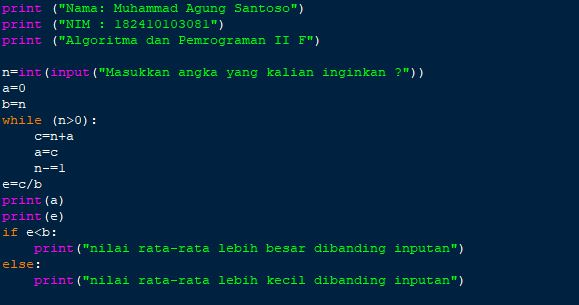 print ("Nama: Muhammad Agung Santoso")
print ("NIM : 182410103081")
print ("Algoritma dan Pemrograman II F")
n=int(input("Masukkan angka yang kalian inginkan ?"))
a=0
b=n
while (n>0):
    c=n+a
    a=c
    n-=1
e=c/b
print(a)
print(e)
if e<b:
    print("nilai rata-rata lebih besar dibanding inputan")
else:
    print("nilai rata-rata lebih kecil dibanding inputan")